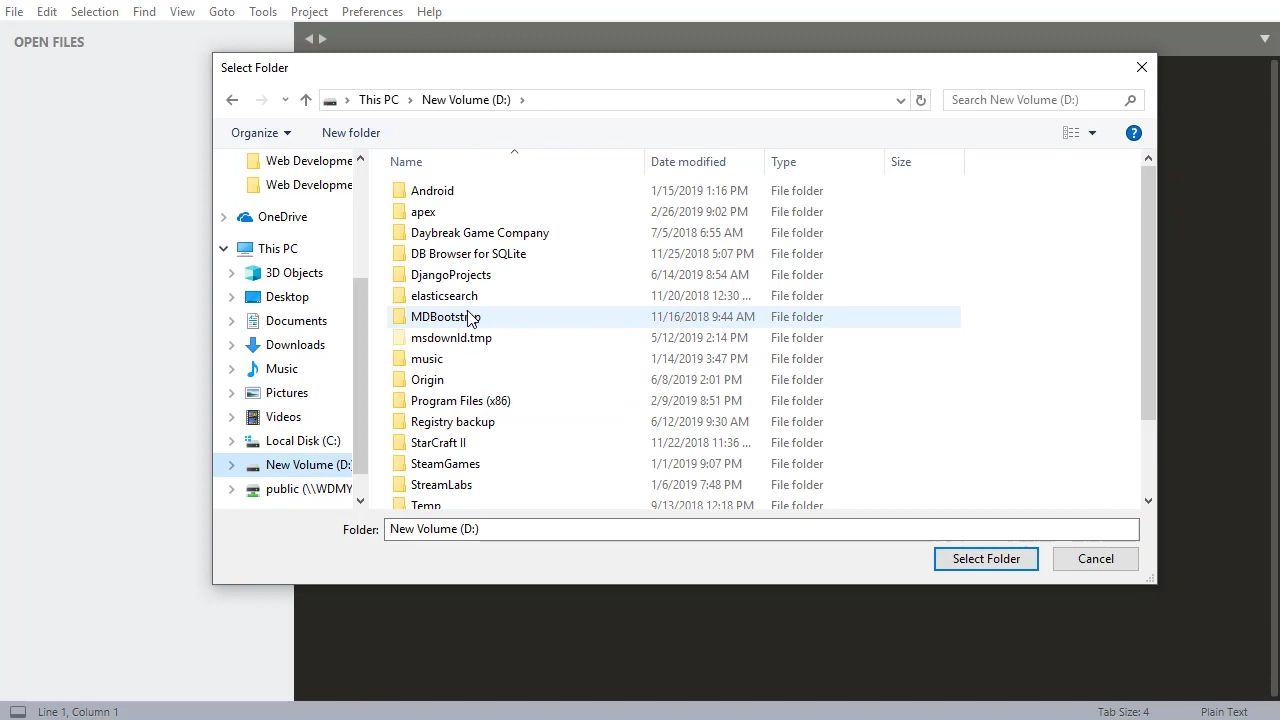 File Edit Selection Find View Goto Tools Project Preferences Help
OPEN FILES
Select Folder
This PC New Volume (D:) Search New Volume (D:)
Organize New folder
Name Date modified Type Size
Web Developme
Web Developme
OneDrive
This PC
3D Objects
Desktop
Documents
Downloads
Music
Pictures
Videos
Local Disk (C:)
New Volume (D:
public (\\WDMY
Android 1/15/2019 1:16 PM File folder
apex 2/26/2019 9:02 PM File folder
Daybreak Game Company 7/5/2018 6:55 AM File folder
DB Browser for SQLite 11/25/2018 5:07 PM File folder
DjangoProjects 6/14/2019 8:54 AM File folder
elasticsearch 11/20/2018 12:30 ... File folder
MDBootstrap 11/16/2018 9:44 AM File folder
msdownld.tmp 5/12/2019 2:14 PM File folder
music 1/14/2019 3:47 PM File folder
Origin 6/8/2019 2:01 PM File folder
Program Files (x86) 2/9/2019 8:51 PM File folder
Registry backup 6/12/2019 9:30 AM File folder
StarCraft II 11/22/2018 11:36 ... File folder
SteamGames 1/1/2019 9:07 PM File folder
StreamLabs 1/6/2019 7:48 PM File folder
Temp 9/13/2018 12:18 PM File folder
Folder: New Volume (D:)
Select Folder Cancel
Line 1, Column 1 Tab Size: 4 Plain Text